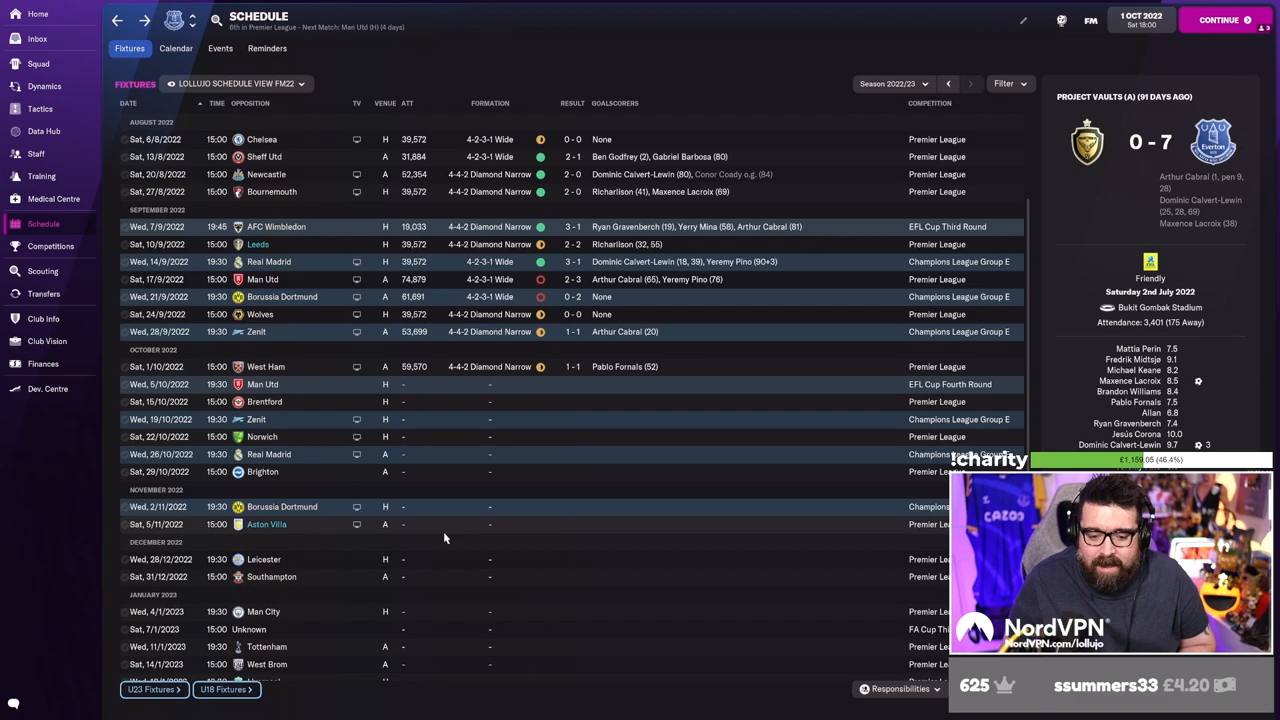 Home
Inbox
Squad
Dynamics
Tactics
Data Hub
Staff
Training
Medical Centre
Schedule
Competitions
Scouting
Transfers
Club Info
Club Vision
Finances
Dev. Centre
SCHEDULE
6th in Premier League - Next Match: Man Utd (H) (4 days)
FM
1 OCT 2022
Sat 18:00
CONTINUE
3
Fixtures Calendar Events Reminders
FIXTURES LOLLUJO SCHEDULE VIEW FM22
Season 2022/23 Filter
DATE TIME OPPOSITION TV VENUE ATT FORMATION RESULT GOALSCORERS COMPETITION
AUGUST 2022
Sat, 6/8/2022 15:00 Chelsea H 39,572 4-2-3-1 Wide 0 - 0 None Premier League
Sat, 13/8/2022 15:00 Sheff Utd A 31,884 4-2-3-1 Wide 2 - 1 Ben Godfrey (2), Gabriel Barbosa (80) Premier League
Sat, 20/8/2022 15:00 Newcastle A 52,354 4-4-2 Diamond Narrow 2 - 0 Dominic Calvert-Lewin (80), Conor Coady o.g. (84) Premier League
Sat, 27/8/2022 15:00 Bournemouth H 39,572 4-4-2 Diamond Narrow 2 - 0 Richarlison (41), Maxence Lacroix (69) Premier League
SEPTEMBER 2022
Wed, 7/9/2022 19:45 AFC Wimbledon H 19,033 4-4-2 Diamond Narrow 3 - 1 Ryan Gravenberch (19), Yerry Mina (58), Arthur Cabral (81) EFL Cup Third Round
Sat, 10/9/2022 15:00 Leeds H 39,572 4-4-2 Diamond Narrow 2 - 2 Richarlison (32, 55) Premier League
Wed, 14/9/2022 19:30 Real Madrid H 39,572 4-2-3-1 Wide 3 - 1 Dominic Calvert-Lewin (18, 39), Yeremy Pino (90+3) Champions League Group E
Sat, 17/9/2022 15:00 Man Utd A 74,879 4-2-3-1 Wide 2 - 3 Arthur Cabral (65), Yeremy Pino (76) Premier League
Wed, 21/9/2022 19:30 Borussia Dortmund A 61,691 4-2-3-1 Wide 0 - 2 None Champions League Group E
Sat, 24/9/2022 15:00 Wolves H 39,572 4-4-2 Diamond Narrow 0 - 0 None Premier League
Wed, 28/9/2022 19:30 Zenit A 53,699 4-4-2 Diamond Narrow 1 - 1 Arthur Cabral (20) Champions League Group E
OCTOBER 2022
Sat, 1/10/2022 15:00 West Ham A 59,570 4-4-2 Diamond Narrow 1 - 1 Pablo Fornals (52) Premier League
Wed, 5/10/2022 19:30 Man Utd H - - EFL Cup Fourth Round
Sat, 15/10/2022 15:00 Brentford H - - Premier League
Wed, 19/10/2022 19:30 Zenit H - - Champions League Group E
Sat, 22/10/2022 15:00 Norwich H - - Premier League
Wed, 26/10/2022 19:30 Real Madrid A - - Champions League Group E
Sat, 29/10/2022 15:00 Brighton A - - Premier League
NOVEMBER 2022
Wed, 2/11/2022 19:30 Borussia Dortmund H - - Champions
Sat, 5/11/2022 15:00 Aston Villa A - - Premier Lea
DECEMBER 2022
Wed, 28/12/2022 19:30 Leicester H - - Premier Lea
Sat, 31/12/2022 15:00 Southampton H - - Premier Lea
JANUARY 2023
Wed, 4/1/2023 19:30 Man City H - - Premier Lea
Sat, 7/1/2023 15:00 Unknown - - FA Cup Thi
Wed, 11/1/2023 19:30 Tottenham A - - Premier Lea
Sat, 14/1/2023 15:00 West Brom A - - Premier Lea
U23 Fixtures > U18 Fixtures >
Responsibilities
PROJECT VAULTS (A) (91 DAYS AGO)
0 - 7
Everton
Arthur Cabral (1, pen 9,
28)
Dominic Calvert-Lewin
(25, 28, 69)
Maxence Lacroix (38)
Friendly
Saturday 2nd July 2022
Bukit Gombak Stadium
Attendance: 3,401 (175 Away)
Mattia Perin 7.5
Fredrik Midtsjø 9.1
Michael Keane 8.2
Maxence Lacroix 8.5
Brandon Williams 8.4
Pablo Fornals 7.5
Allan 6.8
Ryan Gravenberch 7.4
Jesús Corona 10.0
Dominic Calvert-Lewin 9.7 3
!charity £1,159.05 (46.4%)
CAZOO
NordVPN
NordVPN.com/lollujo
625 ssummers33 £4.20